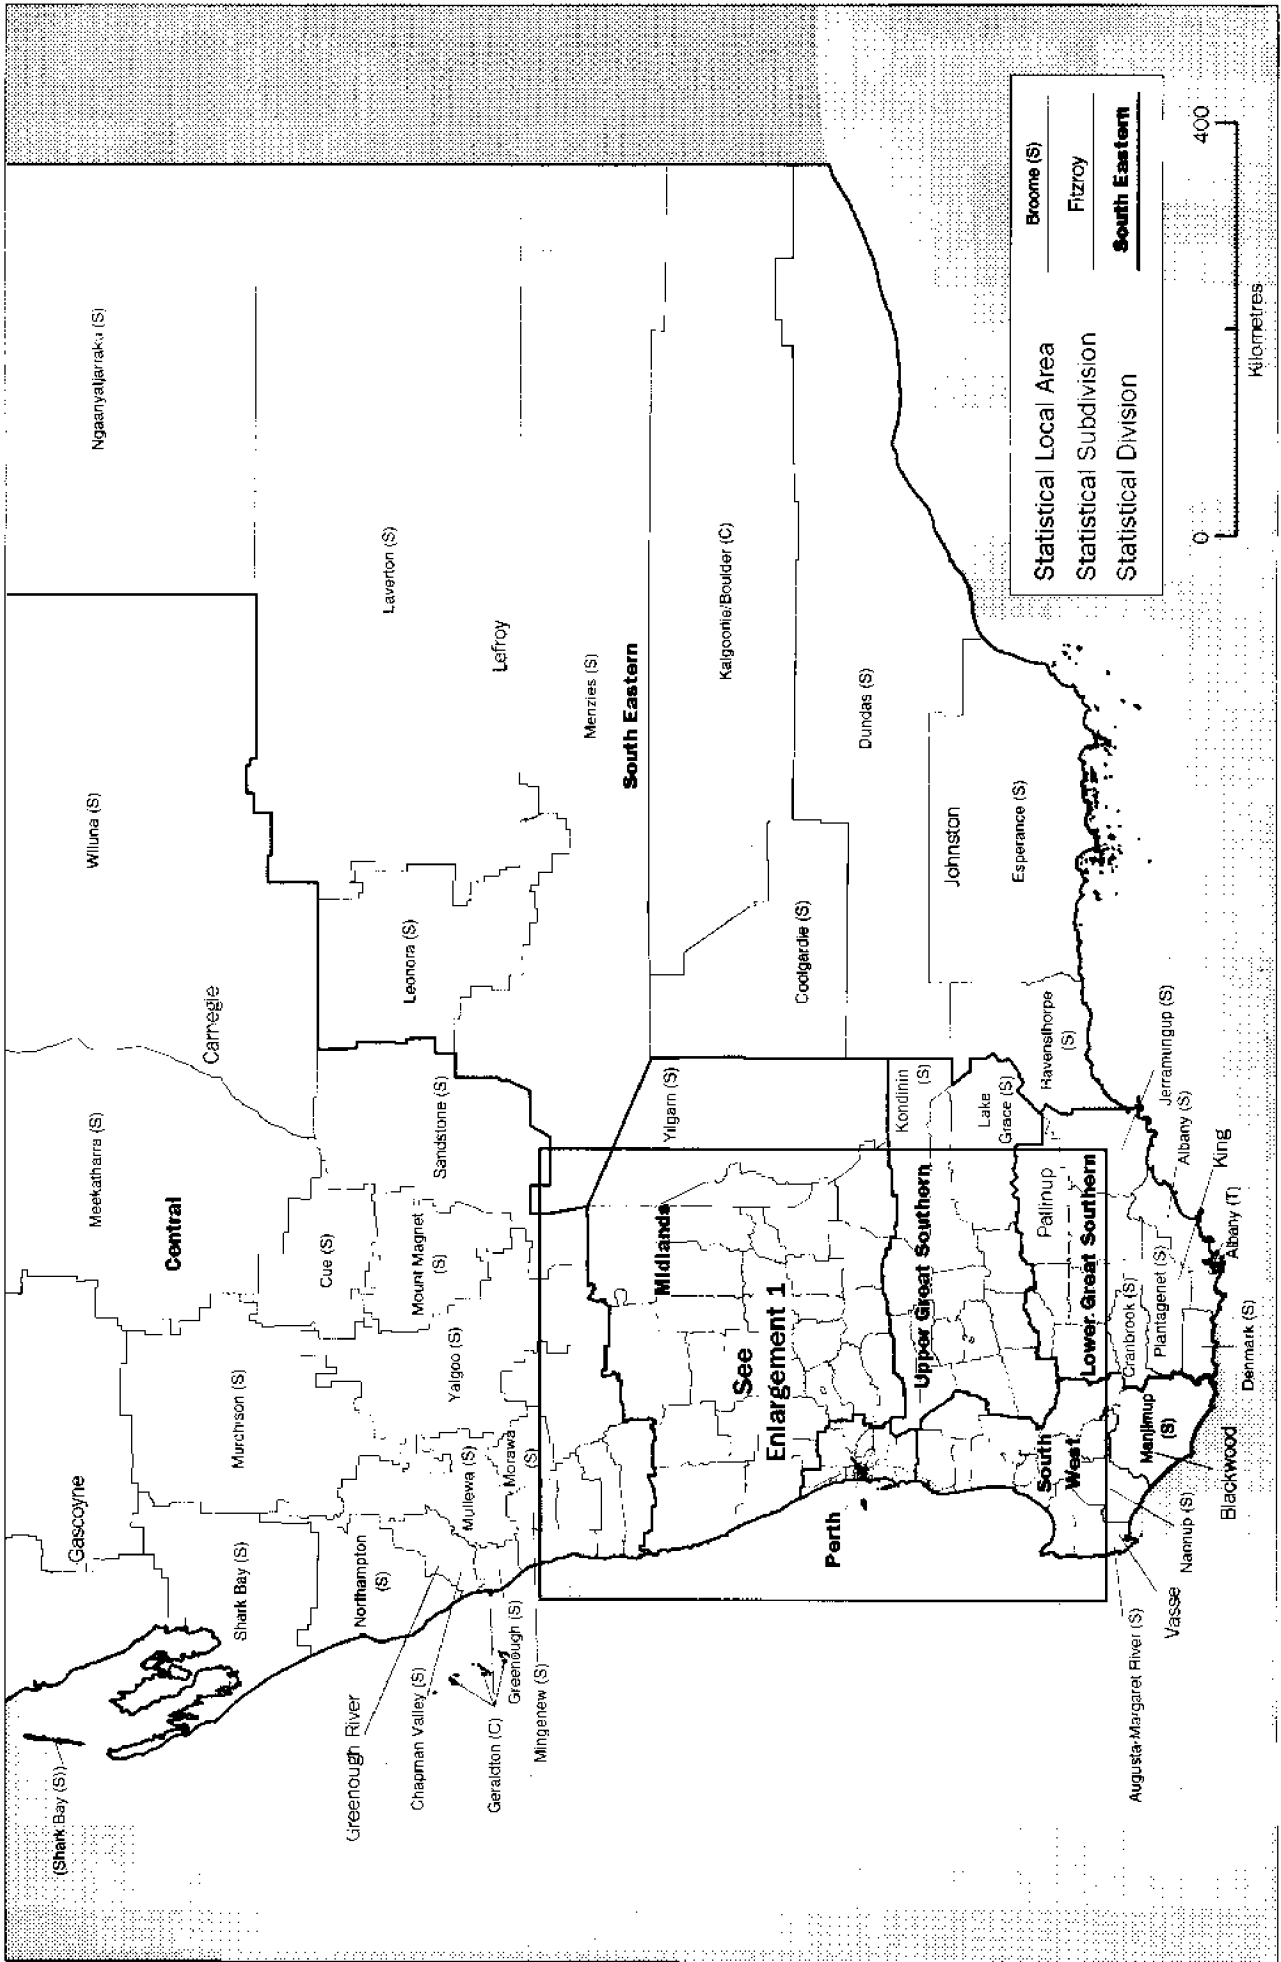 Ngaanyatjarraku (S)
Wiluna (S)
Meekatharra (S)
Carnegie
Central
Gascoyne
(Shark Bay (S))
Shark Bay (S)
Murchison (S)
Cue (S)
Sandstone (S)
Leonora (S)
Laverton (S)
Lefroy
Menzies (S)
South Eastern
Northampton
(S)
Mount Magnet
(S)
Yalgoo (S)
Mullewa (S)
Morawa
(S)
Greenough River
Chapman Valley (S)
Geraldton (C)
Greenough (S)
Mingenew (S)
Yilgarn (S)
Kalgoorlie/Boulder (C)
Coolgardie (S)
Dundas (S)
Midlands
See
Enlargement 1
Perth
Kondinin
(S)
Upper Great Southern
Lake
Grace (S)
Johnston
Esperance (S)
Ravensthorpe
(S)
South
West
Pallinup
Lower Great Southern
Jerramungup (S)
Albany (S)
King
Albany (T)
Cranbrook (S)
Plantagenet (S)
Denmark (S)
Manjimup
(S)
Blackwood
Nannup (S)
Vasse
Augusta-Margaret River (S)
Statistical Local Area
Broome (S)
Statistical Subdivision
Fitzroy
Statistical Division
South Eastern
0
400
Kilometres